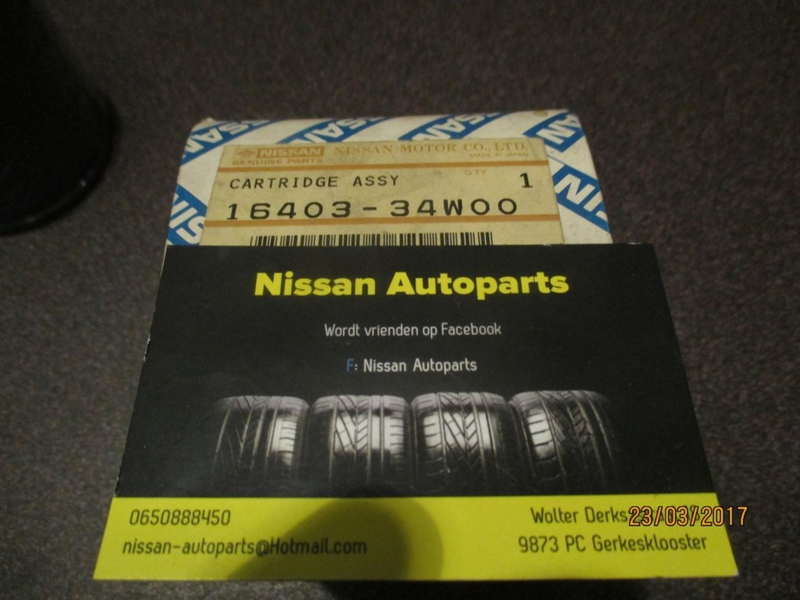 NISSAN
GENUINE PARTS
NISSAN MOTOR CO., LTD.
MADE IN JAPAN
CARTRIDGE ASSY
QTY
1
16403-34W00
Nissan Autoparts
Wordt vrienden op Facebook
F: Nissan Autoparts
0650888450
nissan-autoparts@Hotmail.com
Wolter Derks
9873 PC Gerkesklooster
23/03/2017